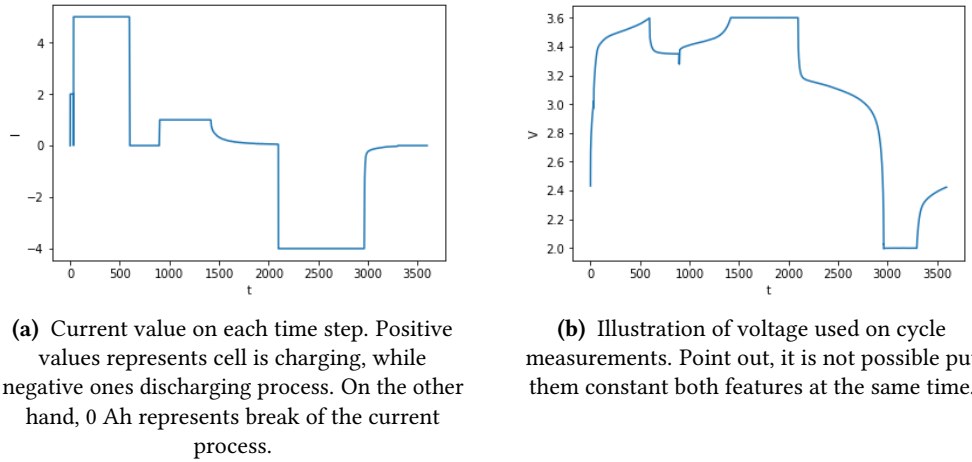 4
2
0
−2
−4
I
0
500
1000
1500
2000
2500
3000
3500
t
3.6
3.4
3.2
3.0
2.8
2.6
2.4
2.2
2.0
V
0
500
1000
1500
2000
2500
3000
3500
t
(a) Current value on each time step. Positive
values represents cell is charging, while
negative ones discharging process. On the other
hand, 0 Ah represents break of the current
process.
(b) Illustration of voltage used on cycle
measurements. Point out, it is not possible put
them constant both features at the same time.